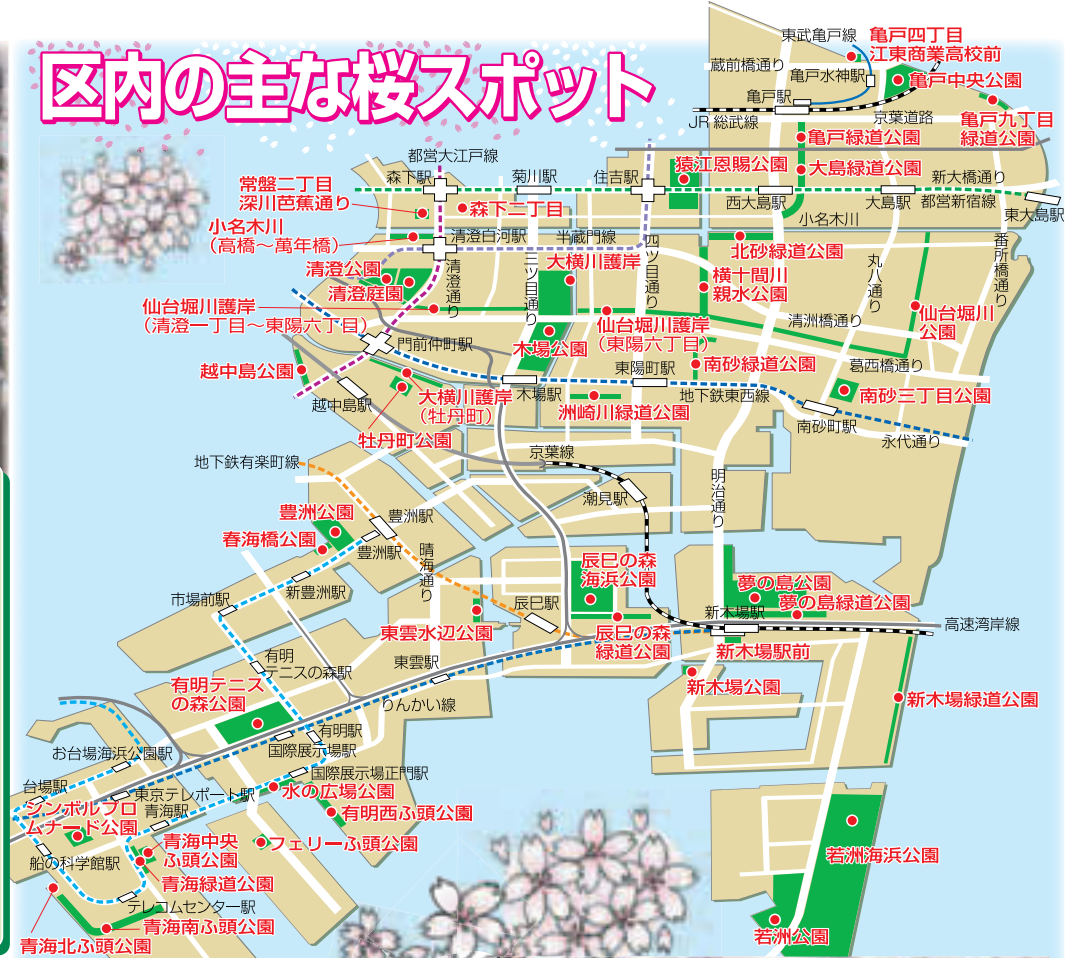 区内の主な桜スポット
東武亀戸線
亀戸四丁目
江東商業高校前
蔵前橋通り
亀戸水神駅
亀戸中央公園
亀戸駅
JR 総武線
京葉道路
亀戸九丁目
緑道公園
亀戸緑道公園
都営大江戸線
猿江恩賜公園
大島緑道公園
森下駅
菊川駅
住吉駅
新大橋通り
常盤二丁目
深川芭蕉通り
森下二丁目
西大島駅
大島駅
都営新宿線
東大島駅
小名木川
小名木川
(高橋〜萬年橋)
清澄白河駅
半蔵門線
四ツ目通り
北砂緑道公園
番所橋通り
清澄公園
清澄庭園
清澄通り
三ツ目通り
大横川護岸
横十間川
親水公園
丸八通り
仙台堀川護岸
(清澄一丁目〜東陽六丁目)
仙台堀川護岸
(東陽六丁目)
清洲橋通り
仙台堀川
公園
門前仲町駅
木場公園
越中島公園
東陽町駅
南砂緑道公園
葛西橋通り
越中島駅
大横川護岸
(牡丹町)
木場駅
洲崎川緑道公園
地下鉄東西線
南砂三丁目公園
牡丹町公園
南砂町駅
永代通り
地下鉄有楽町線
京葉線
明治通り
潮見駅
豊洲公園
豊洲駅
春海橋公園
豊洲駅
晴海通り
辰巳の森
海浜公園
夢の島公園
新豊洲駅
市場前駅
辰巳駅
夢の島緑道公園
新木場駅
東雲水辺公園
辰巳の森
緑道公園
高速湾岸線
新木場駅前
有明
テニスの森駅
東雲駅
有明テニス
の森公園
りんかい線
新木場公園
新木場緑道公園
有明駅
国際展示場駅
お台場海浜公園駅
国際展示場正門駅
台場駅
東京テレポート駅
水の広場公園
シンボルプロ
ムナード公園
青海駅
有明西ふ頭公園
青海中央
ふ頭公園
フェリーふ頭公園
船の科学館駅
若洲海浜公園
青海緑道公園
テレコムセンター駅
青海南ふ頭公園
青海北ふ頭公園
若洲公園